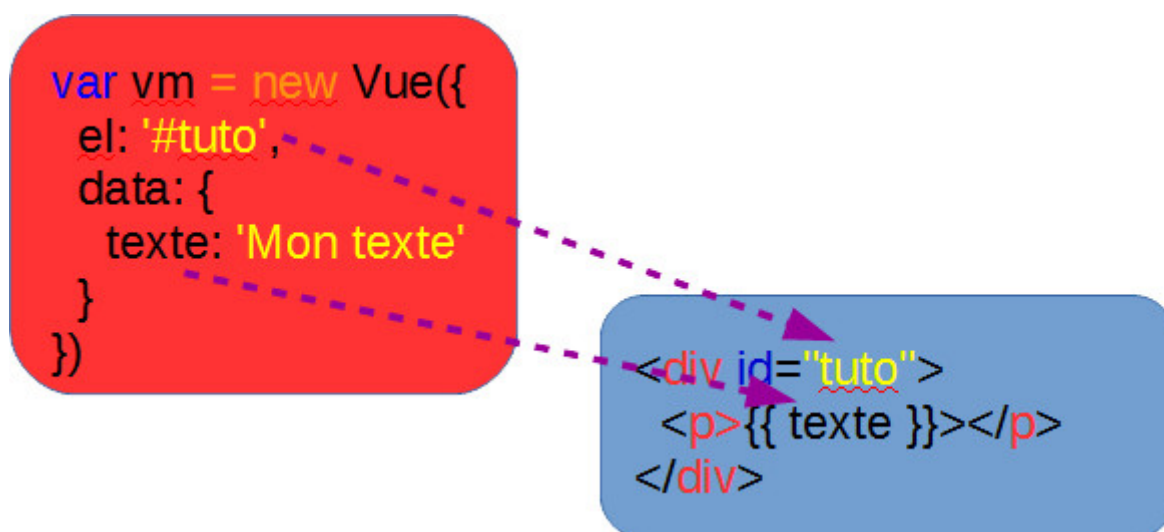 var vm = new Vue({
el: '#tuto',
data: {
texte: 'Mon texte'
}
})
<div id="tuto">
<p>{{ texte }}></p>
</div>